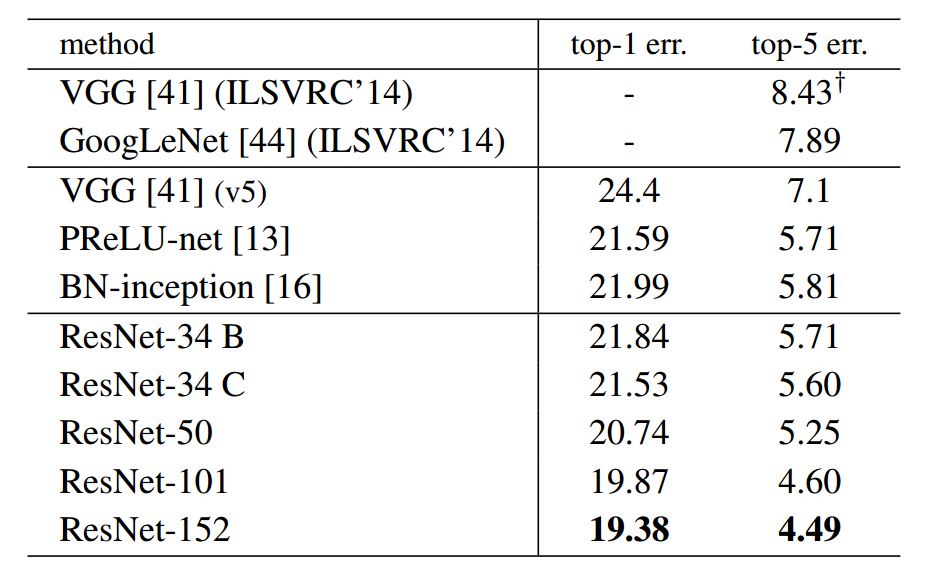 method top-1 err. top-5 err.
VGG [41] (ILSVRC’14) - 8.43†
GoogLeNet [44] (ILSVRC’14) - 7.89
VGG [41] (v5) 24.4 7.1
PReLU-net [13] 21.59 5.71
BN-inception [16] 21.99 5.81
ResNet-34 B 21.84 5.71
ResNet-34 C 21.53 5.60
ResNet-50 20.74 5.25
ResNet-101 19.87 4.60
ResNet-152 19.38 4.49